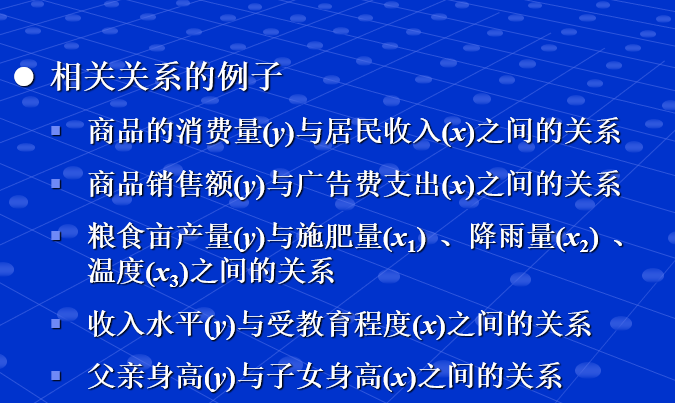 相关关系的例子
商品的消费量(y)与居民收入(x)之间的关系
商品销售额(y)与广告费支出(x)之间的关系
粮食亩产量(y)与施肥量(x₁) 、降雨量(x₂) 、
温度(x₃)之间的关系
收入水平(y)与受教育程度(x)之间的关系
父亲身高(y)与子女身高(x)之间的关系